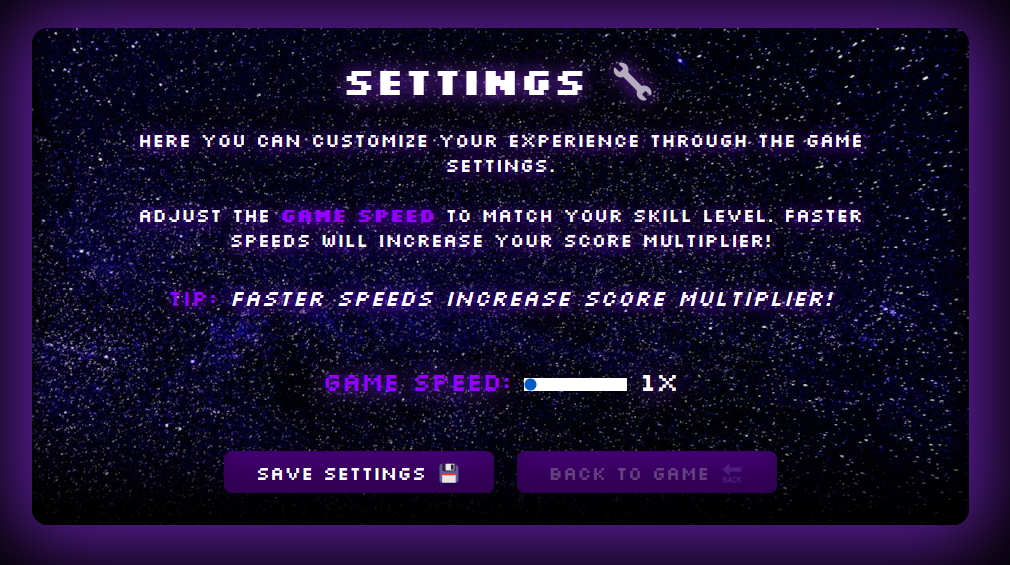 SETTINGS
HERE YOU CAN CUSTOMIZE YOUR EXPERIENCE THROUGH THE GAME
SETTINGS.
ADJUST THE GAME SPEED TO MATCH YOUR SKILL LEVEL. FASTER
SPEEDS WILL INCREASE YOUR SCORE MULTIPLIER!
TIP: FASTER SPEEDS INCREASE SCORE MULTIPLIER!
GAME SPEED: 1X
SAVE SETTINGS
BACK TO GAME BACK